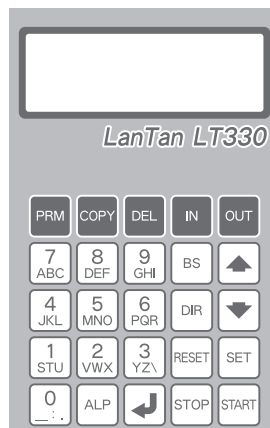 LanTan LT330
PRM COPY DEL IN OUT
7 8 9 BS
ABC DEF GHI
4 5 6 DIR
JKL MNO PQR
1 2 3 RESET SET
STU VWX YZ\
0 ALP STOP START
_ : .